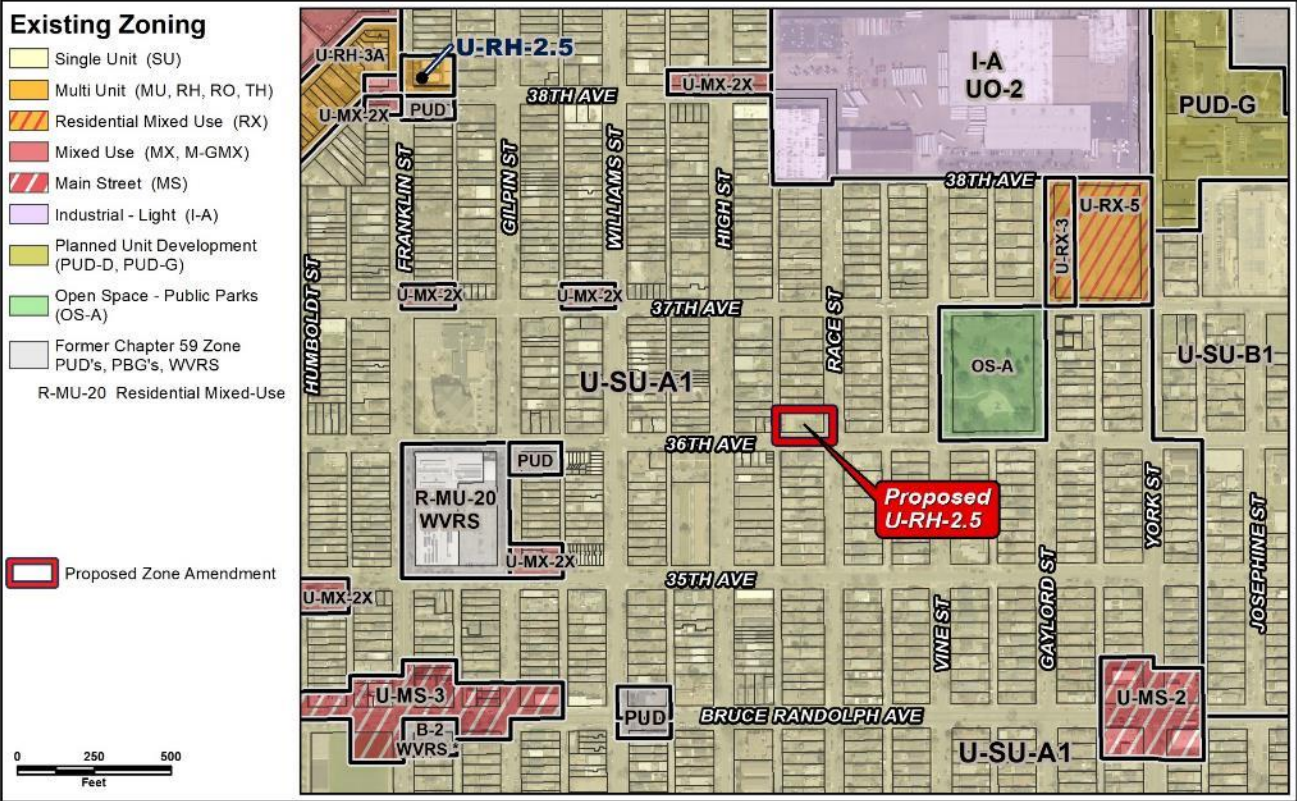 Existing Zoning
Single Unit (SU)
Multi Unit (MU, RH, RO, TH)
Residential Mixed Use (RX)
Mixed Use (MX, M-GMX)
Main Street (MS)
Industrial - Light (I-A)
Planned Unit Development
(PUD-D, PUD-G)
Open Space - Public Parks
(OS-A)
Former Chapter 59 Zone
PUD's, PBG's, WVRS
R-MU-20 Residential Mixed-Use
Proposed Zone Amendment
0 250 500
Feet
U-RH-3A
U-RH-2.5
U-MX-2X
PUD
38TH AVE
U-MX-2X
I-A
UO-2
PUD-G
38TH AVE
U-RX-3
U-RX-5
HUMBOLDT ST
FRANKLIN ST
GILPIN ST
WILLIAMS ST
HIGH ST
RACE ST
U-MX-2X
U-MX-2X
37TH AVE
U-SU-A1
OS-A
U-SU-B1
36TH AVE
Proposed
U-RH-2.5
PUD
R-MU-20
WVRS
U-MX-2X
35TH AVE
U-MX-2X
VINE ST
GAYLORD ST
YORK ST
JOSEPHINE ST
U-MS-3
B-2
WVRS *
PUD
BRUCE RANDOLPH AVE
U-MS-2
U-SU-A1